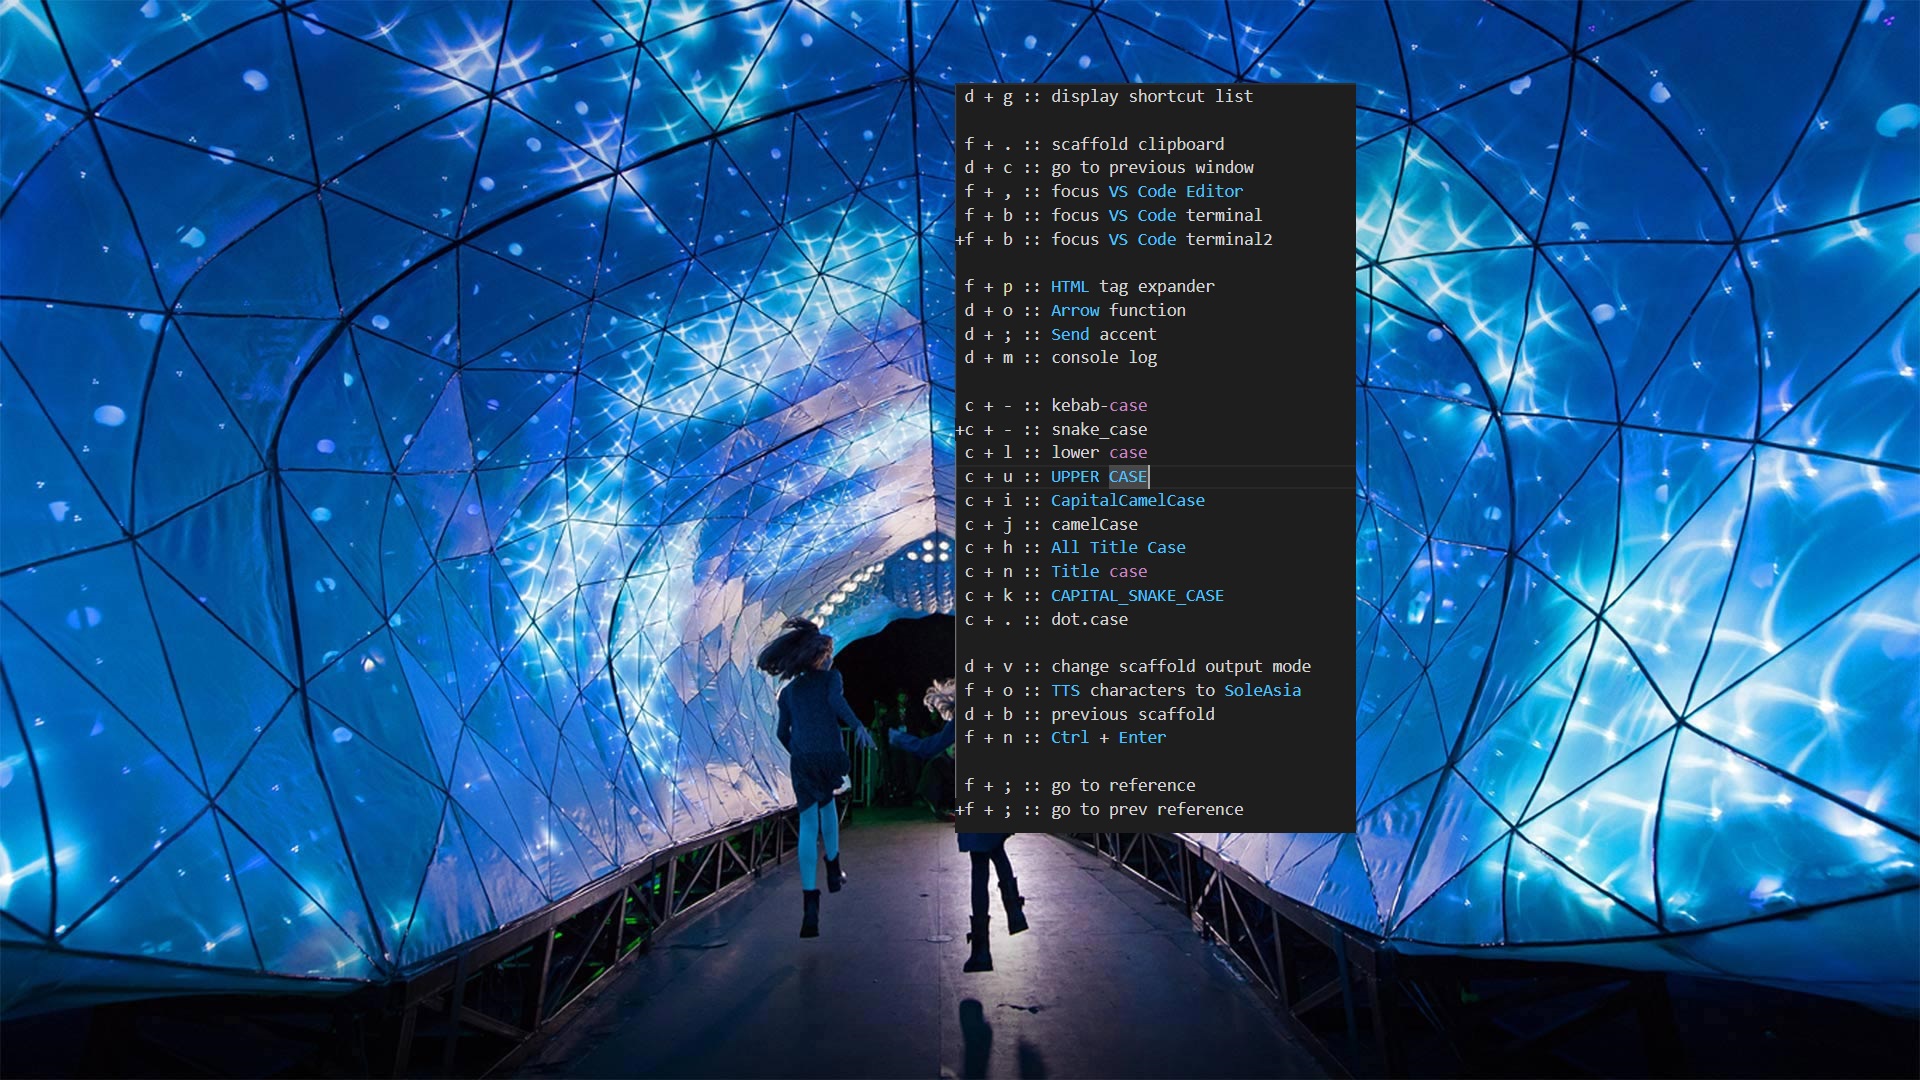 d + g :: display shortcut list
f + . :: scaffold clipboard
d + c :: go to previous window
f + , :: focus VS Code Editor
f + b :: focus VS Code terminal
+f + b :: focus VS Code terminal2
f + p :: HTML tag expander
d + o :: Arrow function
d + ; :: Send accent
d + m :: console log
c + - :: kebab-case
+c + - :: snake_case
c + l :: lower case
c + u :: UPPER CASE
c + i :: CapitalCamelCase
c + j :: camelCase
c + h :: All Title Case
c + n :: Title case
c + k :: CAPITAL_SNAKE_CASE
c + . :: dot.case
d + v :: change scaffold output mode
f + o :: TTS characters to SoleAsia
d + b :: previous scaffold
f + n :: Ctrl + Enter
f + ; :: go to reference
+f + ; :: go to prev reference